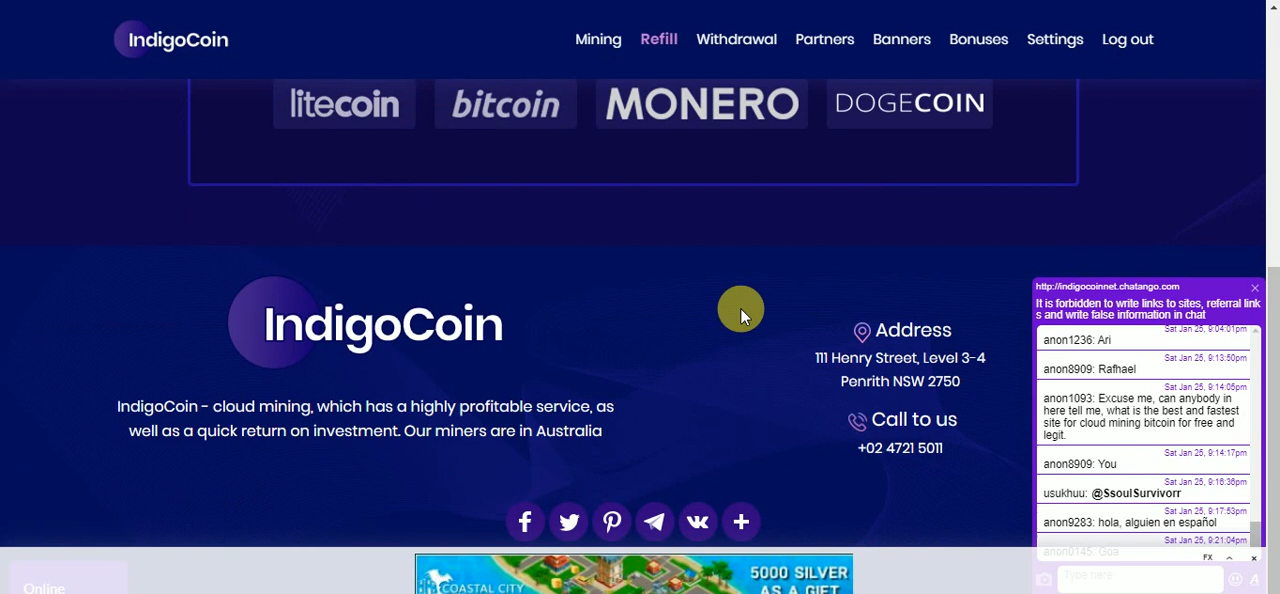 IndigoCoin
Mining Refill Withdrawal Partners Banners Bonuses Settings Log out
litecoin bitcoin MONERO DOGECOIN
IndigoCoin
IndigoCoin - cloud mining, which has a highly profitable service, as
well as a quick return on investment. Our miners are in Australia
Address
111 Henry Street, Level 3-4
Penrith NSW 2750
Call to us
+02 4721 5011
http://indigocoinnet.chatango.com
It is forbidden to write links to sites, referral link
s and write false information in chat
Sat Jan 25, 9:04:01pm
anon1236: Ari
Sat Jan 25, 9:13:50pm
anon8909: Rafhael
Sat Jan 25, 9:14:05pm
anon1093: Excuse me, can anybody in
here tell me, what is the best and fastest
site for cloud mining bitcoin for free and
legit.
Sat Jan 25, 9:14:17pm
anon8909: You
Sat Jan 25, 9:16:36pm
usukhuu: @SsoulSurvivorr
Sat Jan 25, 9:17:53pm
anon9283: hola, alguien en español
Sat Jan 25, 9:21:04pm
anon0145: Goa
FX
Type here
Online
COASTAL CITY
5000 SILVER
AS A GIFT